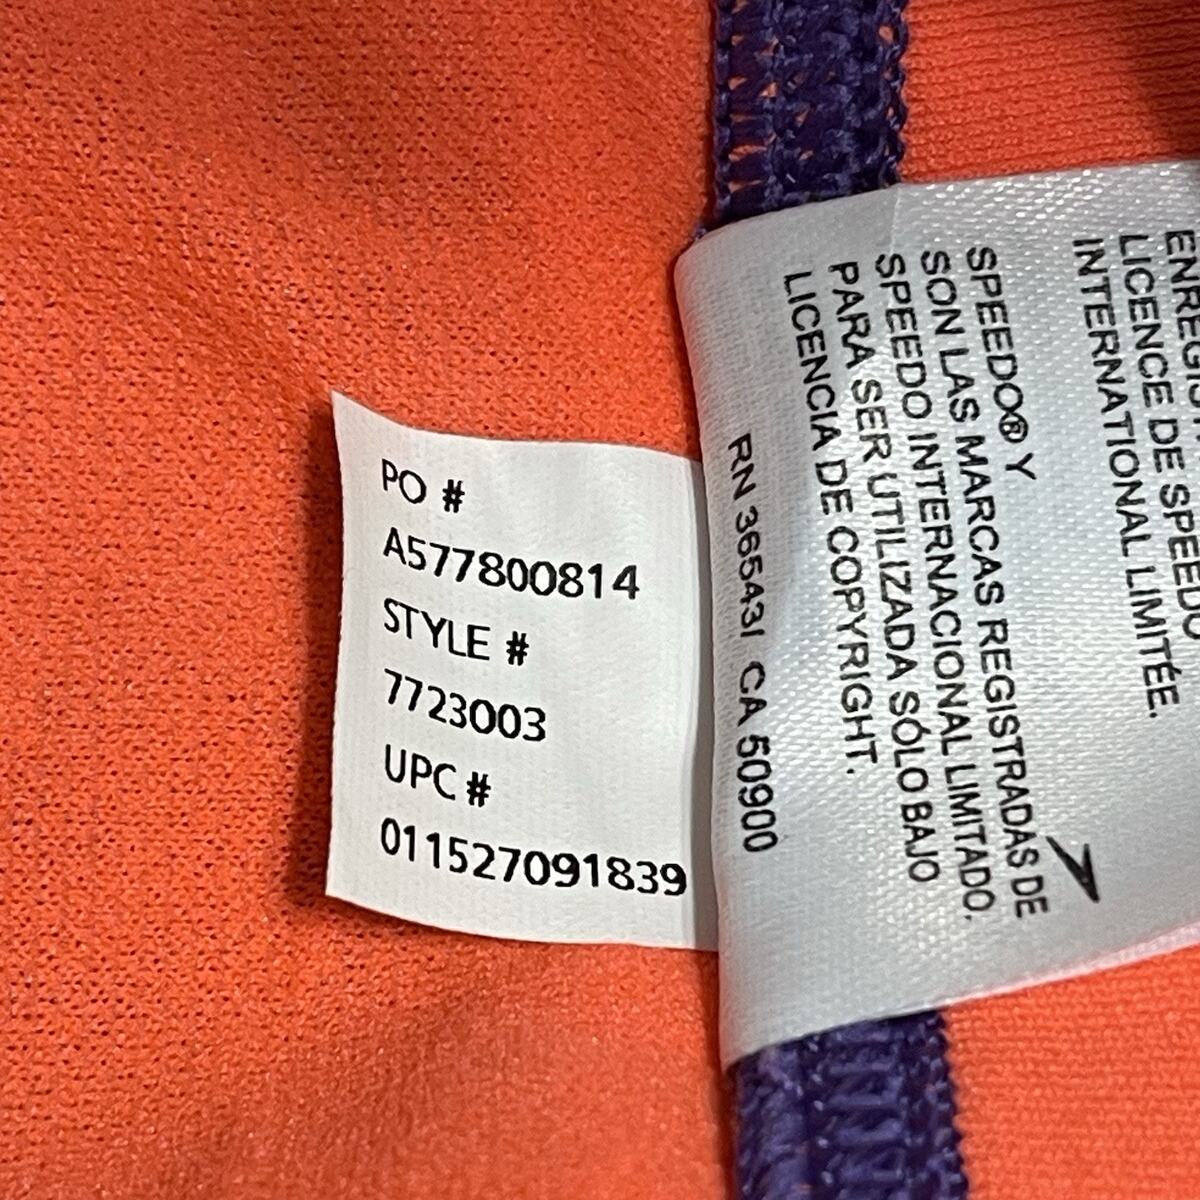 PO #
A577800814
STYLE #
7723003
UPC #
011527091839
LICENCE DE SPEEDO
INTERNATIONAL LIMITÉE.
SPEEDO® Y
SON LAS MARCAS REGISTRADAS DE
SPEEDO INTERNACIONAL LIMITADO.
PARA SER UTILIZADA SÓLO BAJO
LICENCIA DE COPYRIGHT.
RN 36543/ CA 50900